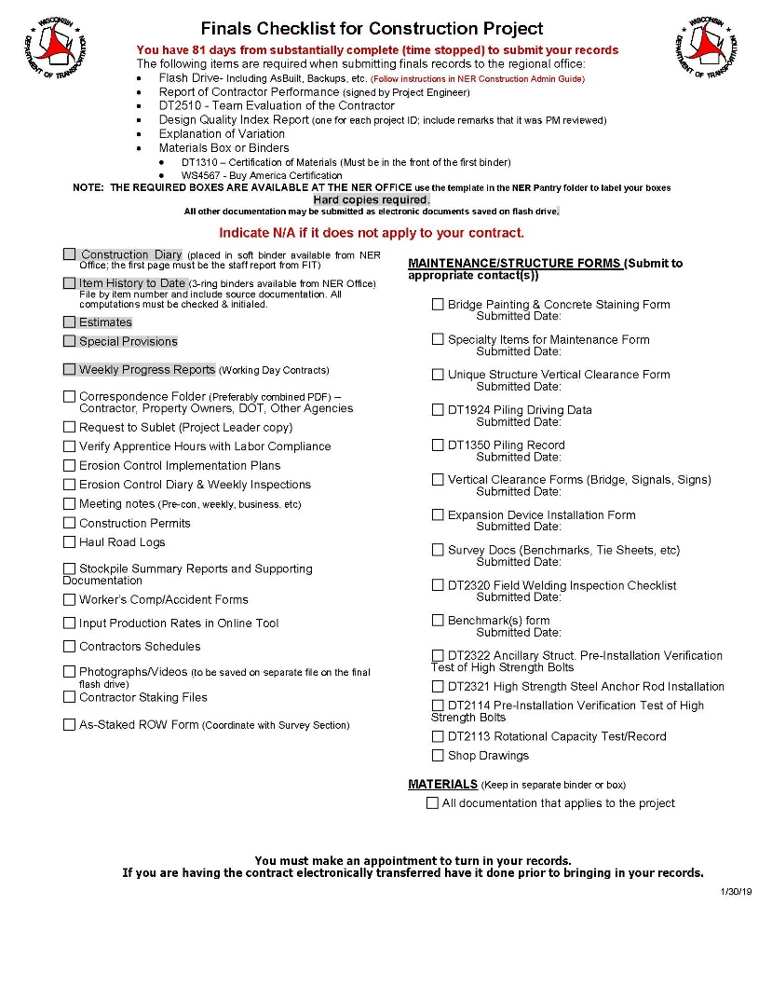 WISCONSIN
DEPARTMENT OF TRANSPORTATION
Finals Checklist for Construction Project
WISCONSIN
DEPARTMENT OF TRANSPORTATION
You have 81 days from substantially complete (time stopped) to submit your records
The following items are required when submitting finals records to the regional office:
• Flash Drive- Including AsBuilt, Backups, etc. (Follow instructions in NER Construction Admin Guide)
• Report of Contractor Performance (signed by Project Engineer)
• DT2510 - Team Evaluation of the Contractor
• Design Quality Index Report (one for each project ID; include remarks that it was PM reviewed)
• Explanation of Variation
• Materials Box or Binders
• DT1310 – Certification of Materials (Must be in the front of the first binder)
• WS4567 - Buy America Certification
NOTE: THE REQUIRED BOXES ARE AVAILABLE AT THE NER OFFICE use the template in the NER Pantry folder to label your boxes
Hard copies required.
All other documentation may be submitted as electronic documents saved on flash drive.
Indicate N/A if it does not apply to your contract.
Construction Diary (placed in soft binder available from NER
Office; the first page must be the staff report from FIT)
Item History to Date (3-ring binders available from NER Office)
File by item number and include source documentation. All
computations must be checked & initialed.
Estimates
Special Provisions
Weekly Progress Reports (Working Day Contracts)
Correspondence Folder (Preferably combined PDF) –
Contractor, Property Owners, DOT, Other Agencies
Request to Sublet (Project Leader copy)
Verify Apprentice Hours with Labor Compliance
Erosion Control Implementation Plans
Erosion Control Diary & Weekly Inspections
Meeting notes (Pre-con, weekly, business, etc)
Construction Permits
Haul Road Logs
Stockpile Summary Reports and Supporting
Documentation
Worker's Comp/Accident Forms
Input Production Rates in Online Tool
Contractors Schedules
Photographs/Videos (to be saved on separate file on the final
flash drive)
Contractor Staking Files
As-Staked ROW Form (Coordinate with Survey Section)
MAINTENANCE/STRUCTURE FORMS (Submit to
appropriate contact(s))
Bridge Painting & Concrete Staining Form
Submitted Date:
Specialty Items for Maintenance Form
Submitted Date:
Unique Structure Vertical Clearance Form
Submitted Date:
DT1924 Piling Driving Data
Submitted Date:
DT1350 Piling Record
Submitted Date:
Vertical Clearance Forms (Bridge, Signals, Signs)
Submitted Date:
Expansion Device Installation Form
Submitted Date:
Survey Docs (Benchmarks, Tie Sheets, etc)
Submitted Date:
DT2320 Field Welding Inspection Checklist
Submitted Date:
Benchmark(s) form
Submitted Date:
DT2322 Ancillary Struct. Pre-Installation Verification
Test of High Strength Bolts
DT2321 High Strength Steel Anchor Rod Installation
DT2114 Pre-Installation Verification Test of High
Strength Bolts
DT2113 Rotational Capacity Test/Record
Shop Drawings
MATERIALS (Keep in separate binder or box)
All documentation that applies to the project
You must make an appointment to turn in your records.
If you are having the contract electronically transferred have it done prior to bringing in your records.
1/30/19